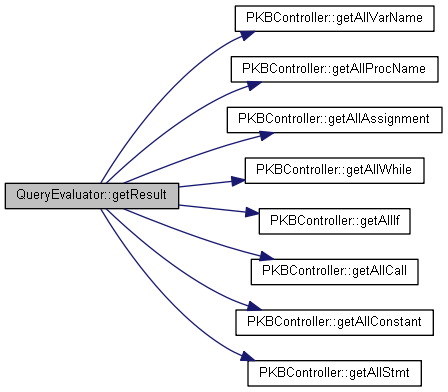 PKBController::getAllVarName
PKBController::getAllProcName
PKBController::getAllAssignment
PKBController::getAllWhile
QueryEvaluator::getResult
PKBController::getAllIf
PKBController::getAllCall
PKBController::getAllConstant
PKBController::getAllStmt